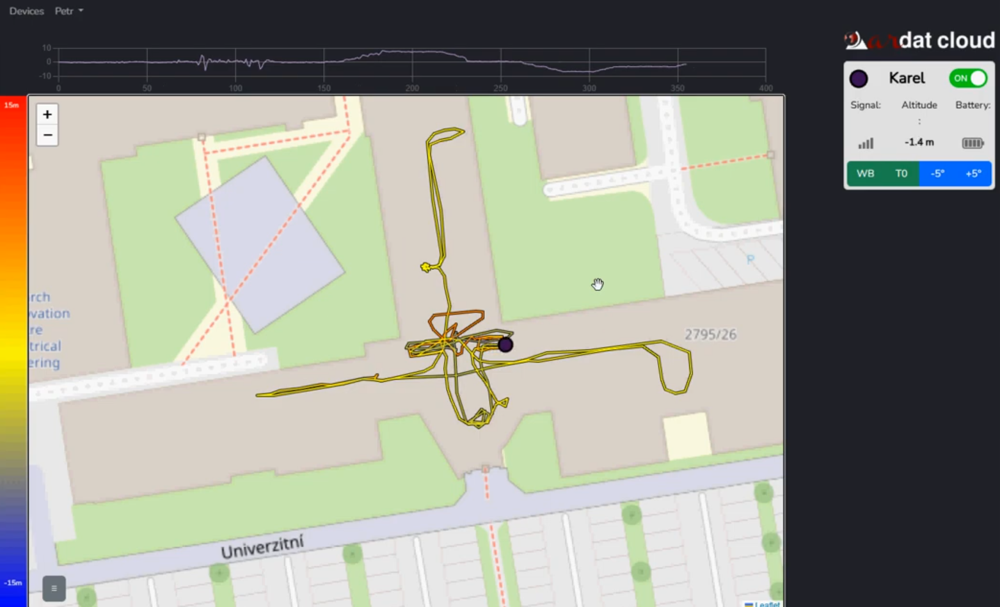 Devices Petr
dat cloud
10
0
-10
0 50 100 150 200 250 300 350 400
Karel ON
Signal: Altitude Battery:
:
-1.4 m
WB T0 -5° +5°
15m
+
−
P
rch
vation
re
trical
ering
2795/26
Univerzitní
-15m
Leaflet